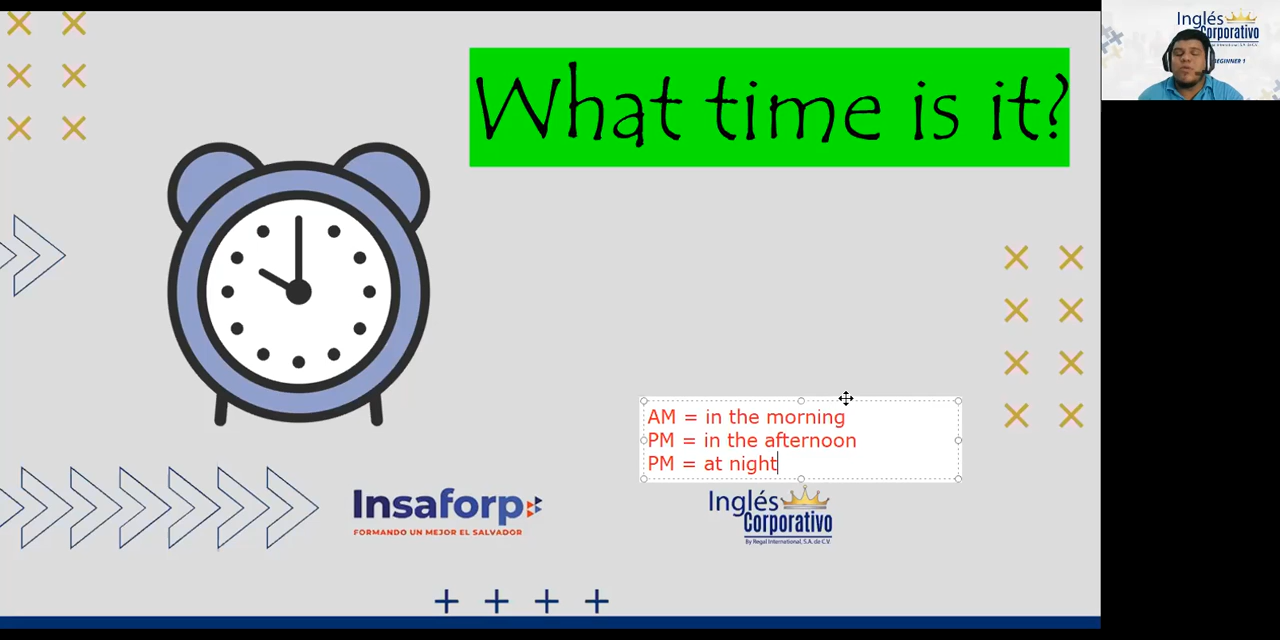 What time is it?
AM = in the morning
PM = in the afternoon
PM = at night
Insaforp
FORMANDO UN MEJOR EL SALVADOR
Inglés
Corporativo
By Regal International, S.A. de C.V.
Inglés
Corporativo
BEGINNER 1